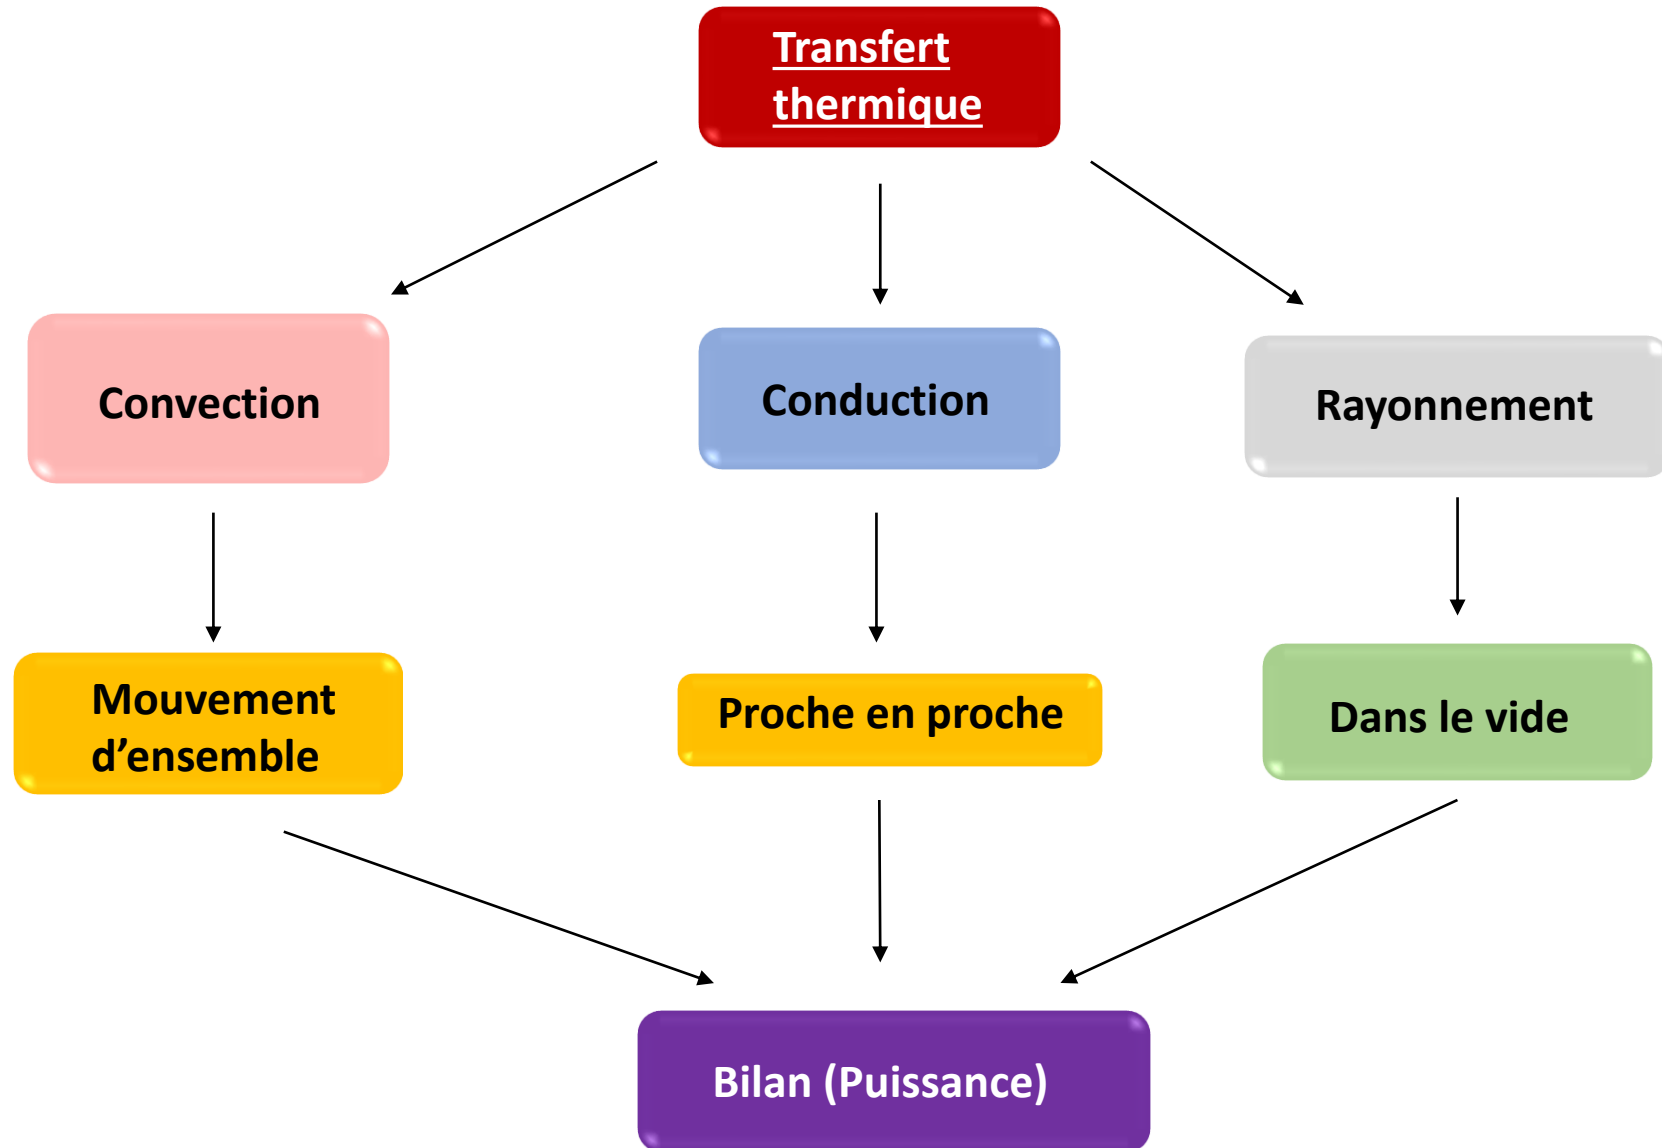 Transfert
thermique
Convection
Conduction
Rayonnement
Mouvement
d’ensemble
Proche en proche
Dans le vide
Bilan (Puissance)